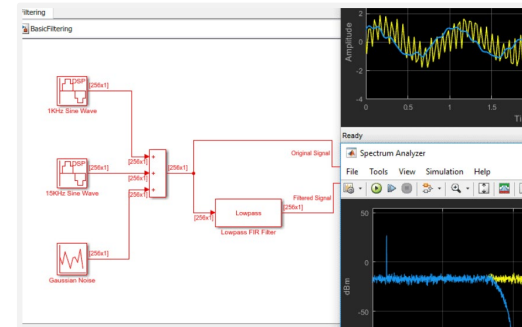 iltering
BasicFiltering
DSP
[256x1]
1KHz Sine Wave
[256x1]
+
DSP
[256x1]
+
[256x1]
15KHz Sine Wave
[256x1]
+
[256x1]
Gaussian Noise
Original Signal
Filtered Signal
[256x1]
Lowpass
[256x1]
Lowpass FIR Filter
Amplitude
2
0
-2
-4
0
0.5
1
1.5
Ti
Ready
Spectrum Analyzer
File Tools View Simulation Help
dBm
50
0
-50